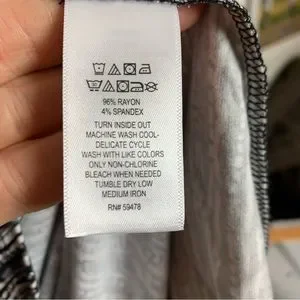 96% RAYON
4% SPANDEX
TURN INSIDE OUT
MACHINE WASH COOL-
DELICATE CYCLE
WASH WITH LIKE COLORS
ONLY NON-CHLORINE
BLEACH WHEN NEEDED
TUMBLE DRY LOW
MEDIUM IRON
RN# 59478